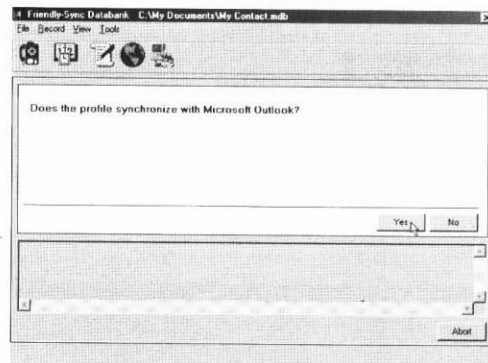 Friendly-Sync Databank C:\My Documents\My Contact.mdb
File Record View Tools
Does the profile synchronize with Microsoft Outlook?
Yes No
Abort